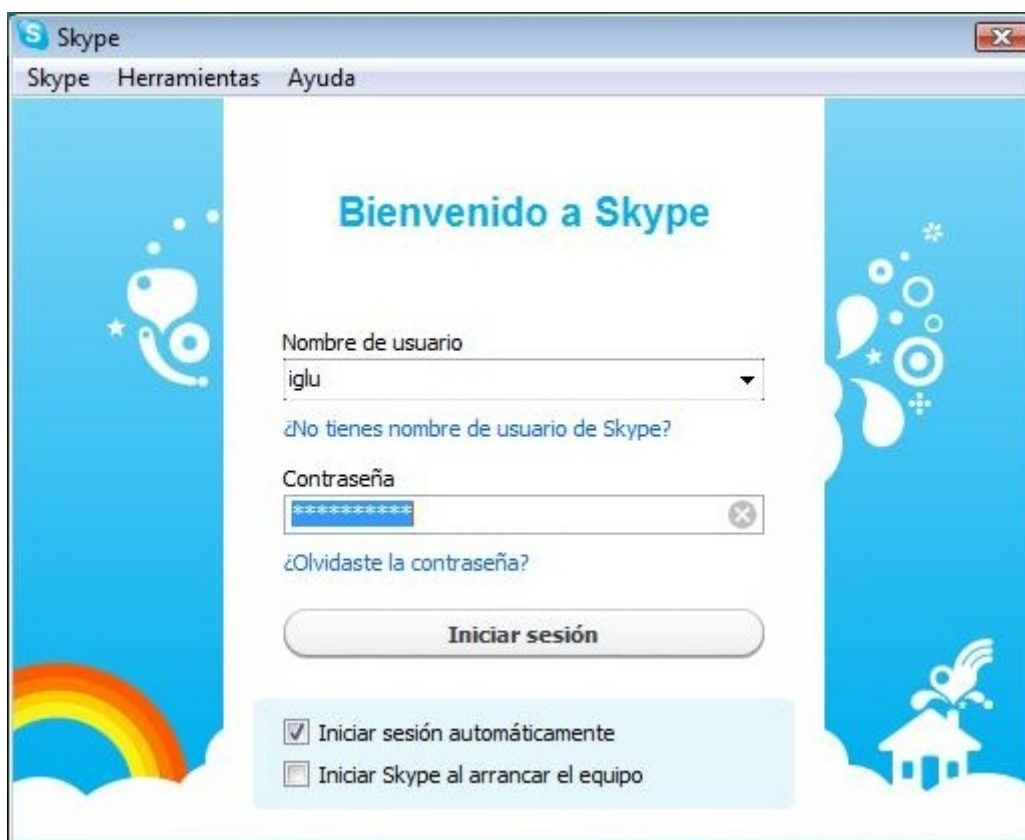 Skype
Skype Herramientas Ayuda
Bienvenido a Skype
Nombre de usuario
iglu
¿No tienes nombre de usuario de Skype?
Contraseña
**********
¿Olvidaste la contraseña?
Iniciar sesión
Iniciar sesión automáticamente
Iniciar Skype al arrancar el equipo